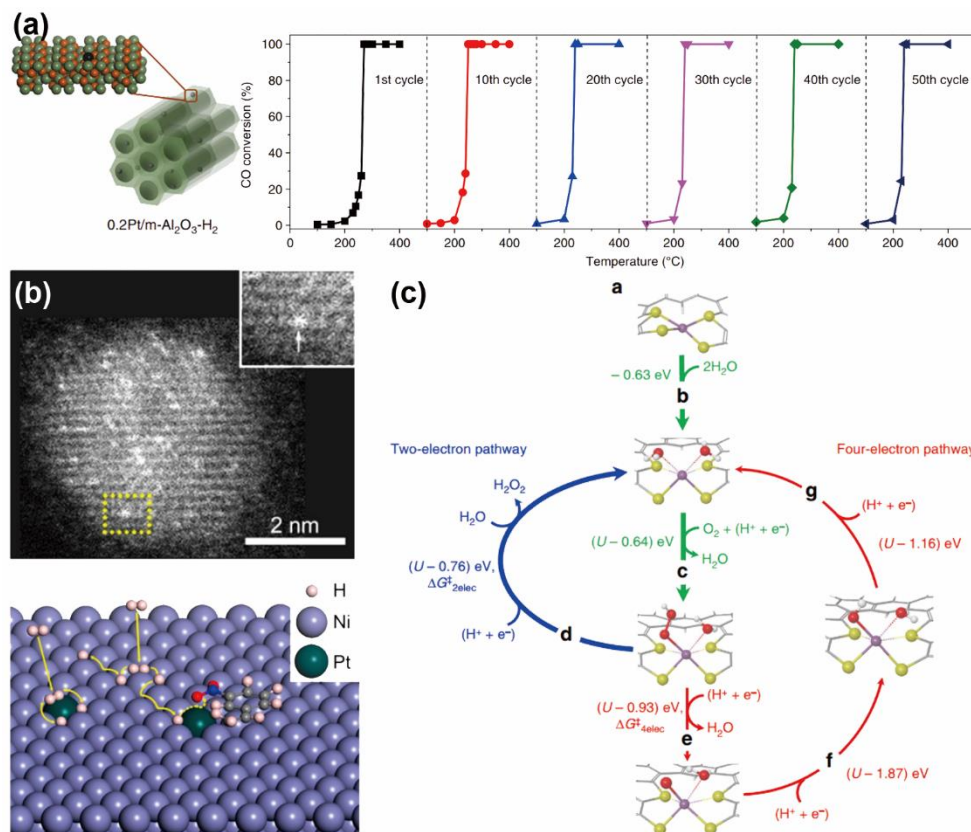 (a)
0.2Pt/m-Al₂O₃-H₂
CO conversion (%)
100
80
60
40
20
0
1st cycle
10th cycle
20th cycle
30th cycle
40th cycle
50th cycle
0 200 400 200 400 200 400 200 400 200 400 200 400
Temperature (°C)
(b)
2 nm
H
Ni
Pt
(c)
a
− 0.63 eV
2H₂O
b
Two-electron pathway
Four-electron pathway
H₂O₂
H₂O
(U − 0.76) eV,
ΔG‡2elec
(H⁺ + e⁻)
d
(U − 0.64) eV
O₂ + (H⁺ + e⁻)
H₂O
c
g
(H⁺ + e⁻)
(U − 1.16) eV
(U − 0.93) eV,
ΔG‡4elec
(H⁺ + e⁻)
H₂O
e
f
(U − 1.87) eV
(H⁺ + e⁻)